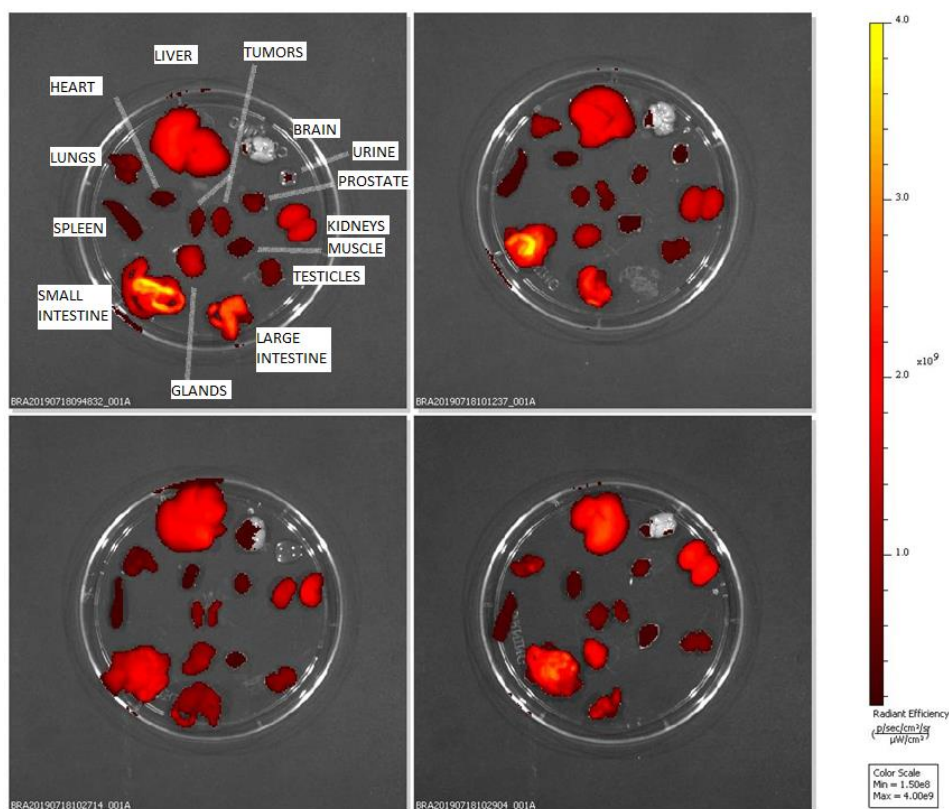 LIVER
TUMORS
HEART
BRAIN
LUNGS
URINE
PROSTATE
SPLEEN
KIDNEYS
MUSCLE
TESTICLES
SMALL
INTESTINE
LARGE
INTESTINE
GLANDS
BRA20190718094832_001A
BRA20190718101237_001A
BRA20190718102714_001A
BRA20190718102904_001A
4.0
3.0
x10⁹
2.0
1.0
Radiant Efficiency
(p/sec/cm²/sr
µW/cm²)
Color Scale
Min = 1.50e8
Max = 4.00e9